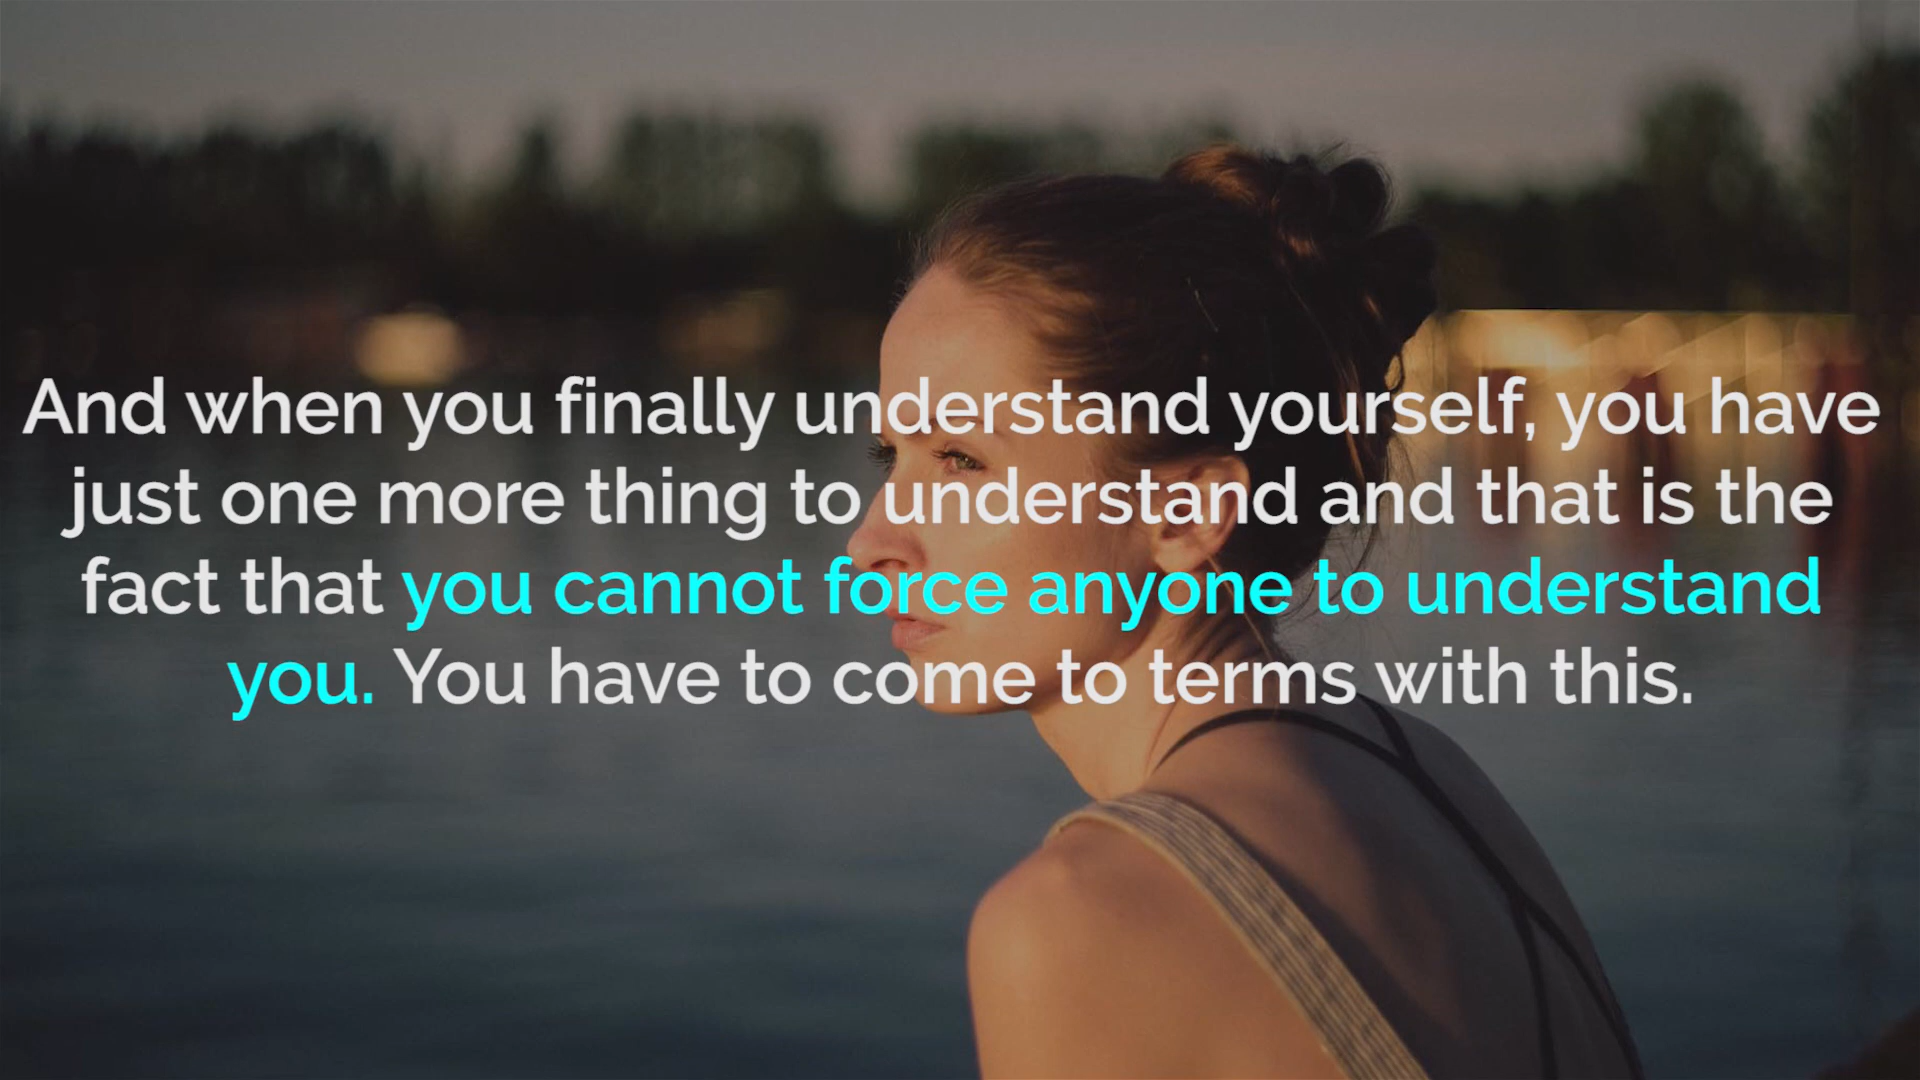 And when you finally understand yourself, you have
just one more thing to understand and that is the
fact that you cannot force anyone to understand
you. You have to come to terms with this.